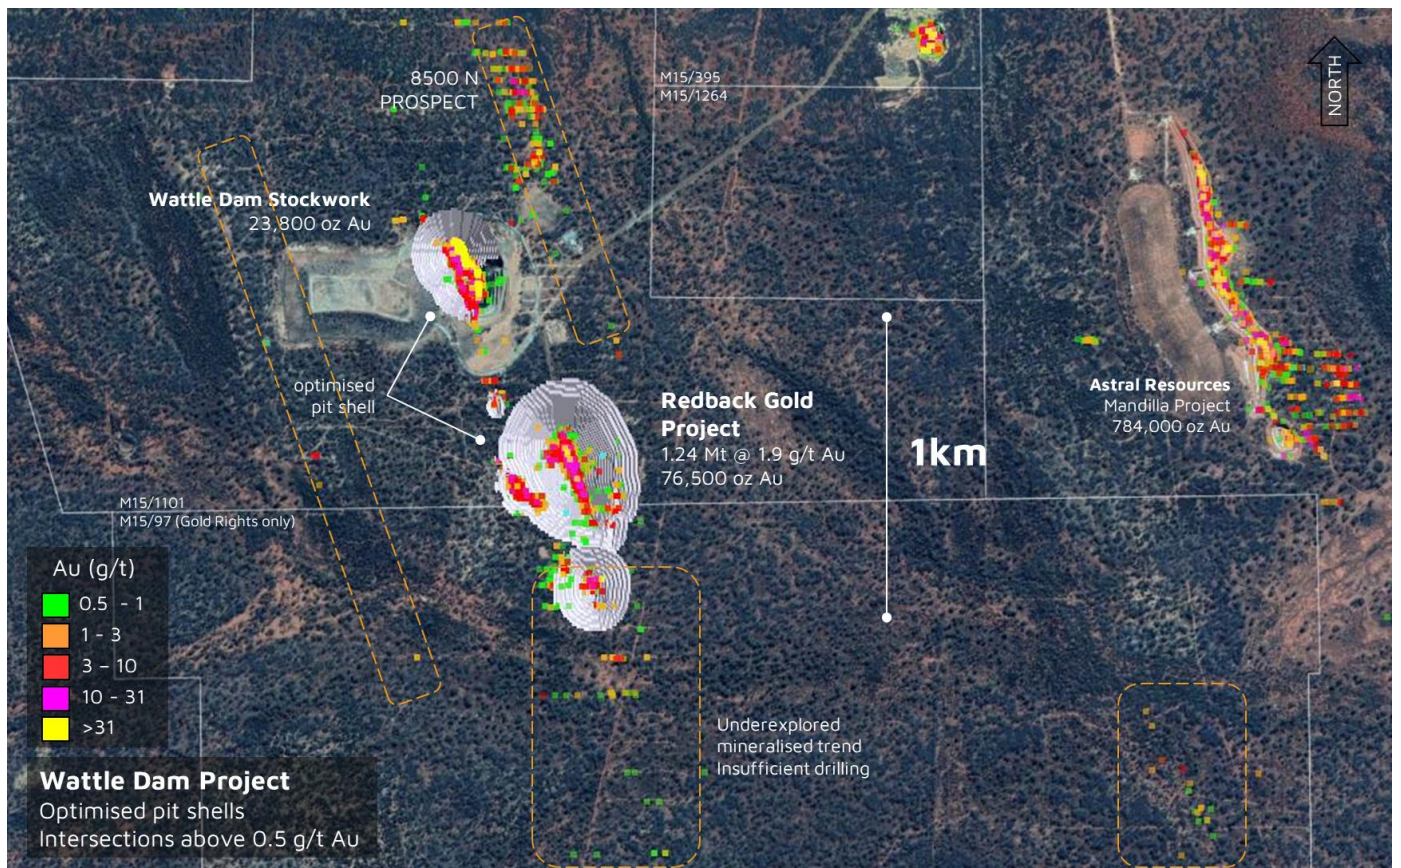 8500 N
PROSPECT
M15/395
M15/1264
NORTH
Wattle Dam Stockwork
23,800 oz Au
optimised
pit shell
Redback Gold
Project
1.24 Mt @ 1.9 g/t Au
76,500 oz Au
1km
Astral Resources
Mandilla Project
784,000 oz Au
M15/1101
M15/97 (Gold Rights only)
Au (g/t)
0.5 - 1
1 - 3
3 – 10
10 - 31
>31
Underexplored
mineralised trend
Insufficient drilling
Wattle Dam Project
Optimised pit shells
Intersections above 0.5 g/t Au